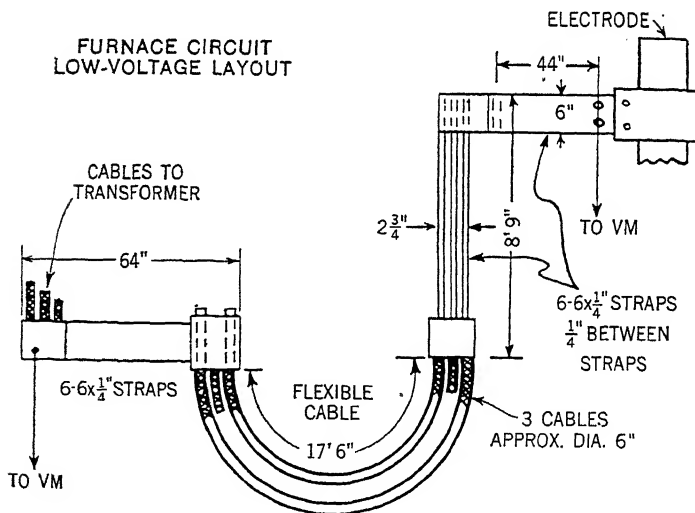 FURNACE CIRCUIT
LOW-VOLTAGE LAYOUT
ELECTRODE
44"
6"
CABLES TO
TRANSFORMER
64"
2 3/4"
8' 9"
TO VM
6-6x1/4" STRAPS
1/4" BETWEEN
STRAPS
6-6x1/4" STRAPS
FLEXIBLE
CABLE
17' 6"
3 CABLES
APPROX. DIA. 6"
TO VM